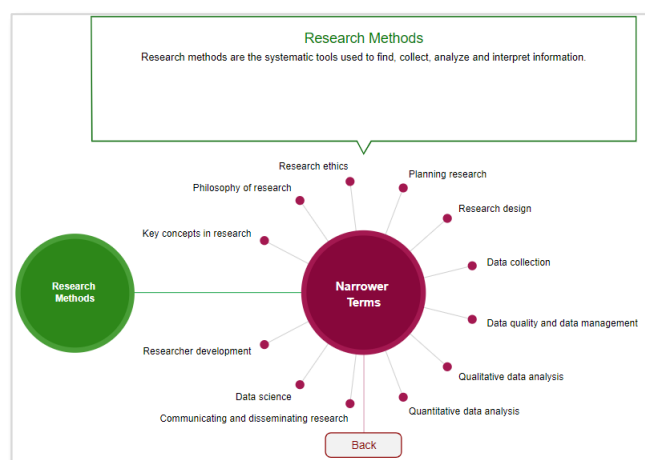 Research Methods
Research methods are the systematic tools used to find, collect, analyze and interpret information.
Research ethics
Planning research
Philosophy of research
Research design
Key concepts in research
Data collection
Research
Methods
Narrower
Terms
Data quality and data management
Researcher development
Qualitative data analysis
Data science
Quantitative data analysis
Communicating and disseminating research
Back